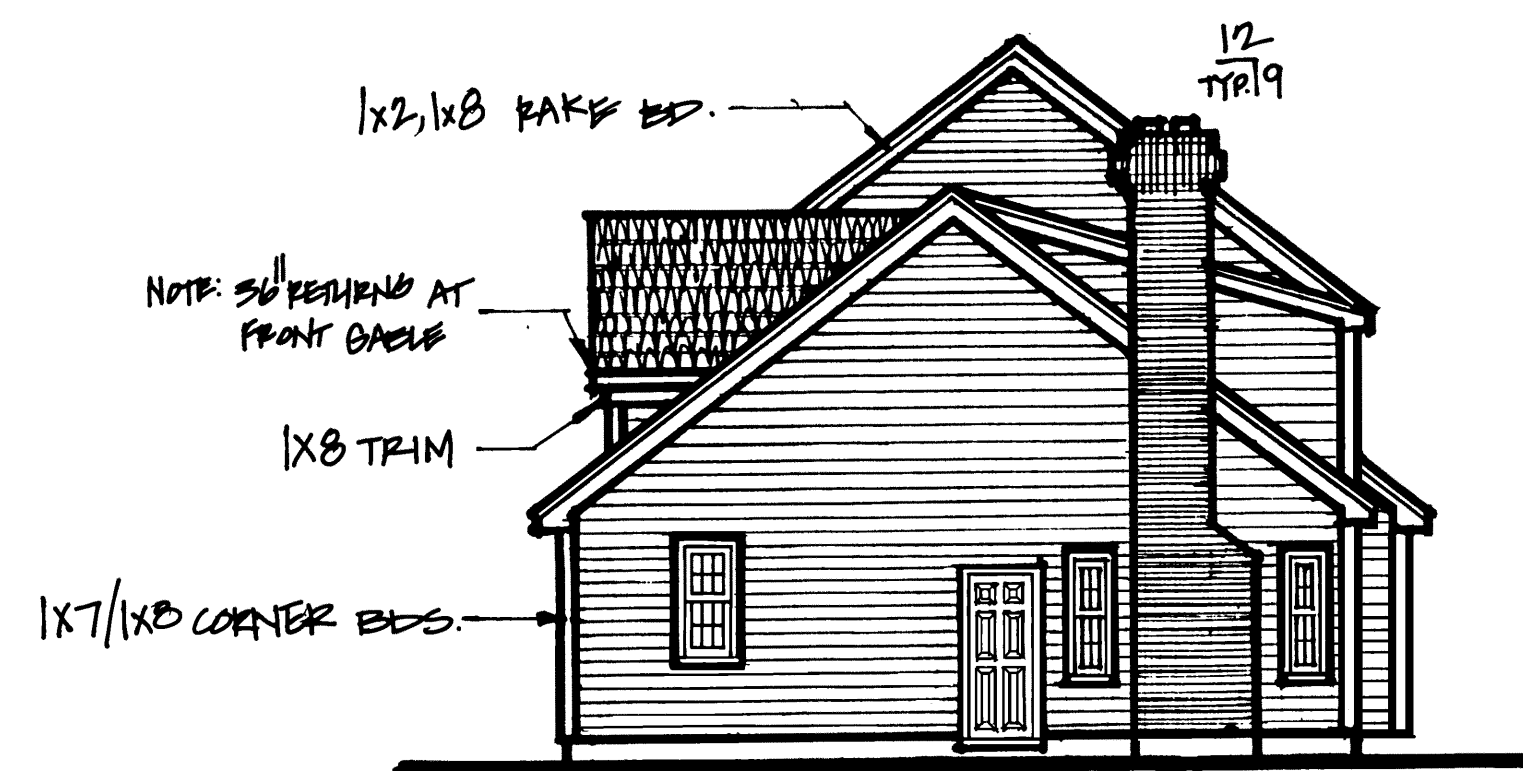 12
TYP. 9
1x2, 1x8 RAKE BD.
NOTE: 36" RETURNS AT
FRONT GABLE
1X8 TRIM
1X7/1X8 CORNER BDS.